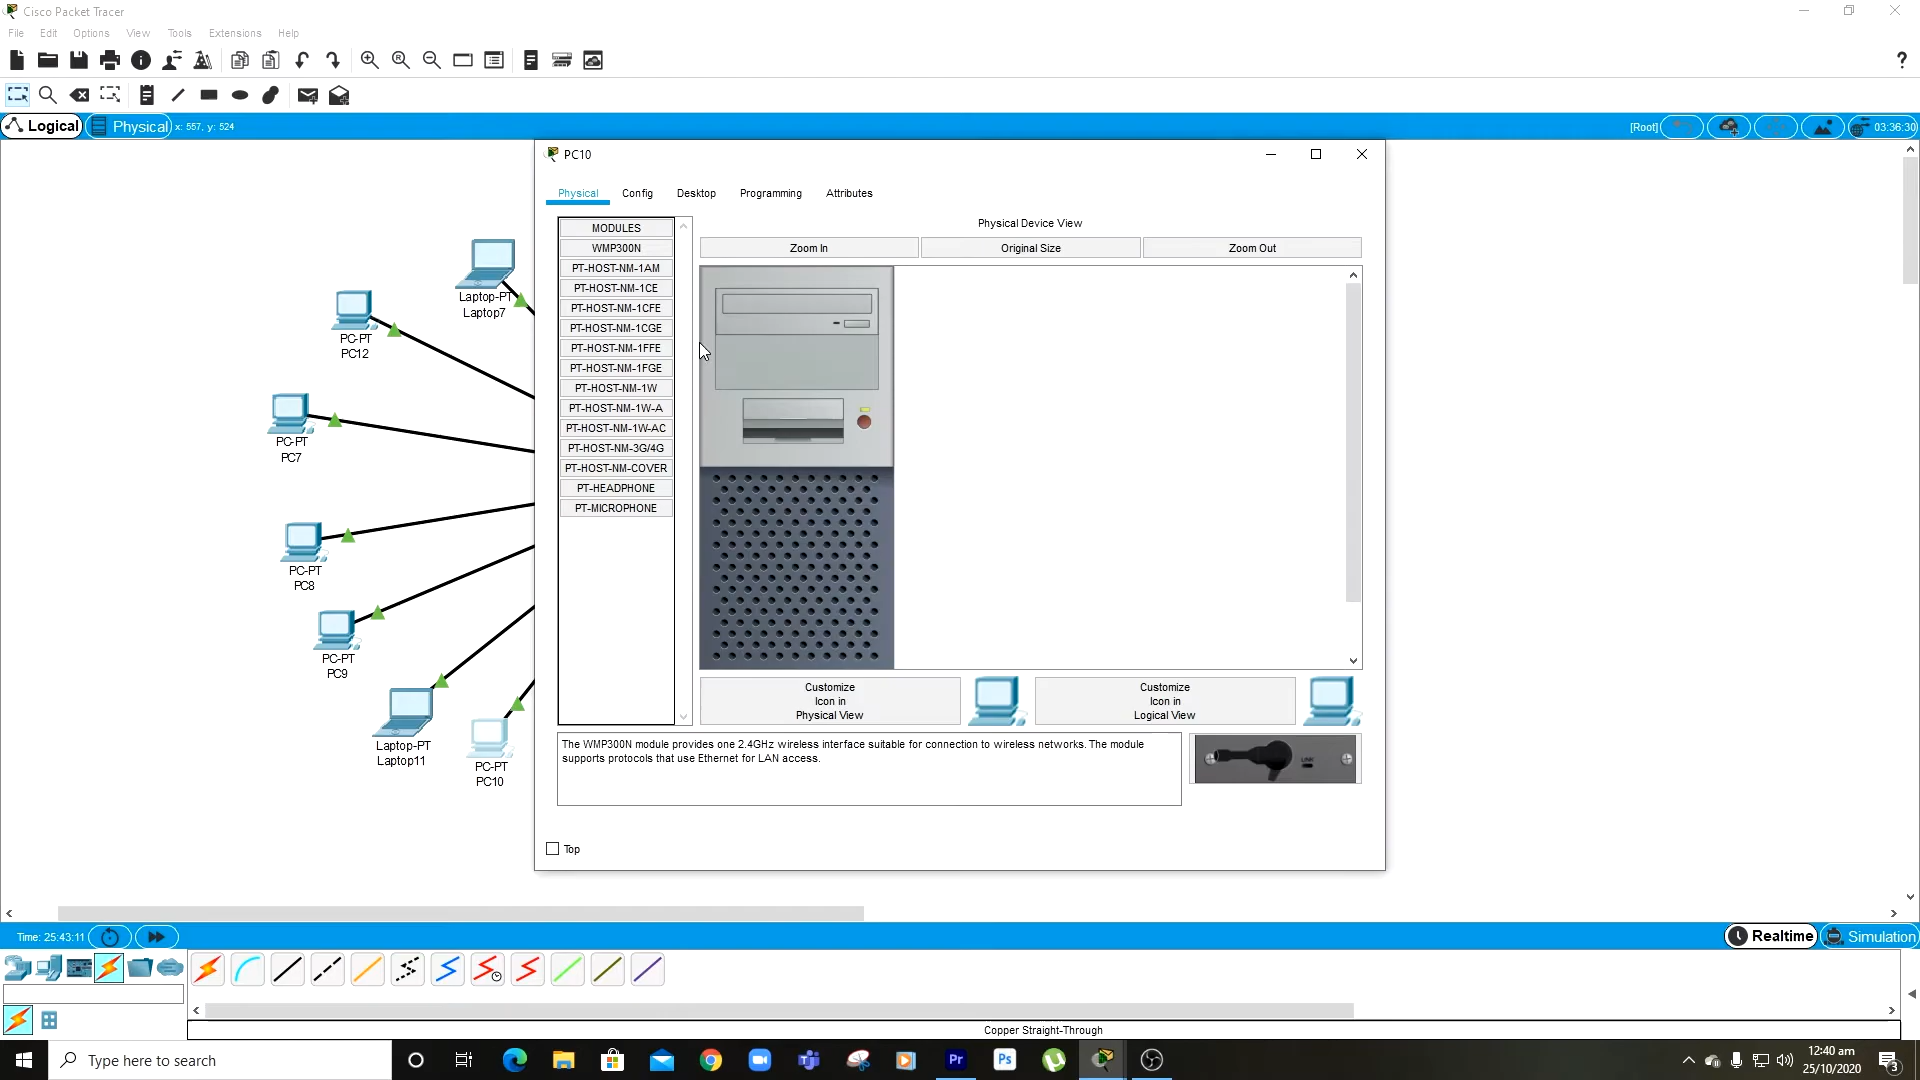 Cisco Packet Tracer
File Edit Options View Tools Extensions Help
?
Logical Physical x: 557, y: 524 [Root] 03:36:30
PC10
Physical Config Desktop Programming Attributes
MODULES
WMP300N
PT-HOST-NM-1AM
PT-HOST-NM-1CE
PT-HOST-NM-1CFE
PT-HOST-NM-1CGE
PT-HOST-NM-1FFE
PT-HOST-NM-1FGE
PT-HOST-NM-1W
PT-HOST-NM-1W-A
PT-HOST-NM-1W-AC
PT-HOST-NM-3G/4G
PT-HOST-NM-COVER
PT-HEADPHONE
PT-MICROPHONE
Physical Device View
Zoom In Original Size Zoom Out
Customize
Icon in
Physical View
Customize
Icon in
Logical View
The WMP300N module provides one 2.4GHz wireless interface suitable for connection to wireless networks. The module
supports protocols that use Ethernet for LAN access.
LINK
Top
Laptop-PT
Laptop7
PC-PT
PC12
PC-PT
PC7
PC-PT
PC8
PC-PT
PC9
Laptop-PT
Laptop11
PC-PT
PC10
Time: 25:43:11 Realtime Simulation
Copper Straight-Through
Type here to search
Pr
Ps
12:40 am
25/10/2020
3